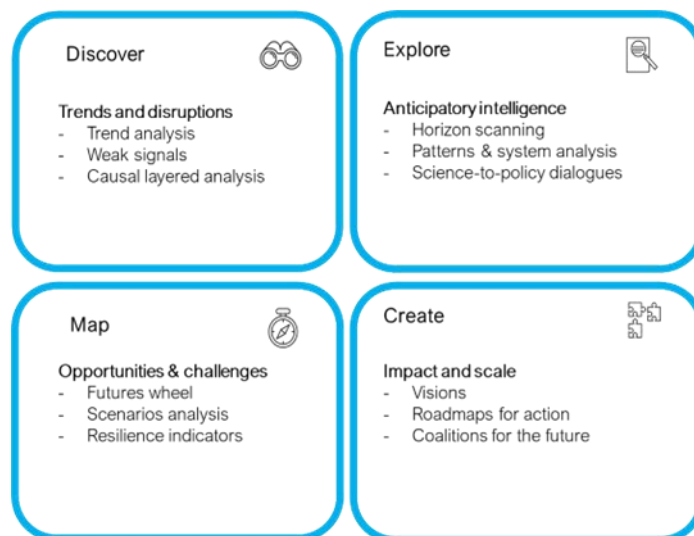 Discover
Trends and disruptions
- Trend analysis
- Weak signals
- Causal layered analysis
Explore
Anticipatory intelligence
- Horizon scanning
- Patterns & system analysis
- Science-to-policy dialogues
Map
Opportunities & challenges
- Futures wheel
- Scenarios analysis
- Resilience indicators
Create
Impact and scale
- Visions
- Roadmaps for action
- Coalitions for the future